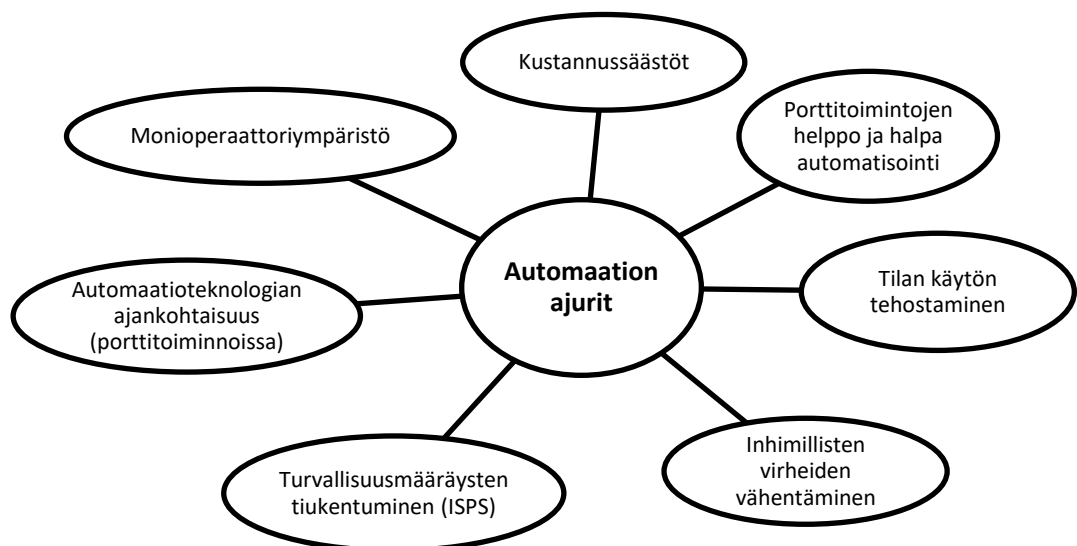 Kustannussäästöt
Porttitoimintojen
helppo ja halpa
automatisointi
Monioperaattoriympäristö
Automaation
ajurit
Tilan käytön
tehostaminen
Automaatioteknologian
ajankohtaisuus
(porttitoiminnoissa)
Inhimillisten
virheiden
vähentäminen
Turvallisuusmääräysten
tiukentuminen (ISPS)